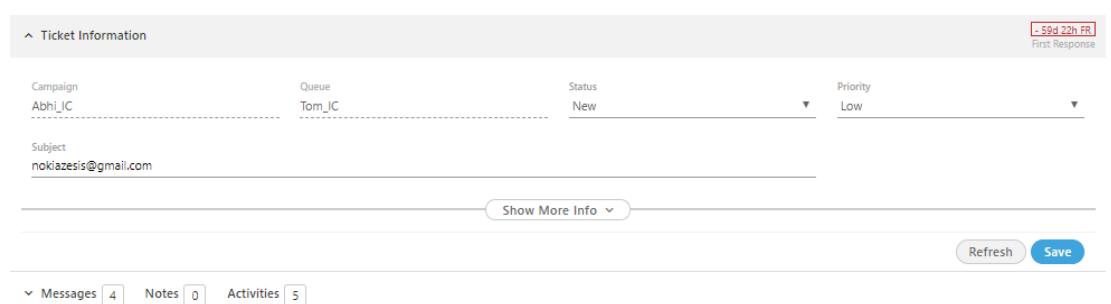 Ticket Information
- 59d 22h FR
First Response
Campaign Queue Status Priority
Abhi_IC Tom_IC New Low
Subject
nokiazesis@gmail.com
Show More Info
Refresh Save
Messages 4 Notes 0 Activities 5